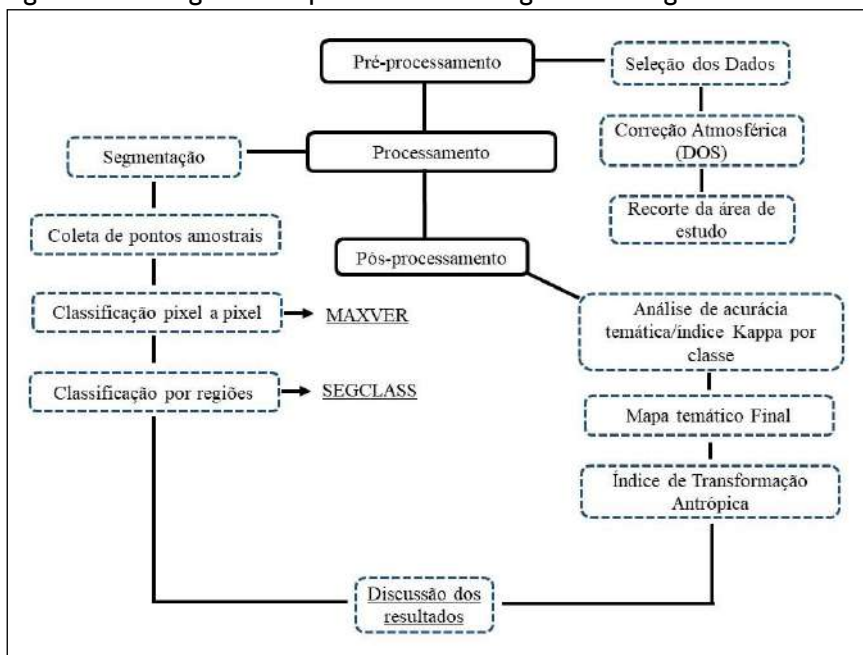 Pré-processamento
Seleção dos Dados
Correção Atmosférica
(DOS)
Recorte da área de
estudo
Processamento
Segmentação
Coleta de pontos amostrais
Classificação pixel a pixel
MAXVER
Classificação por regiões
SEGCLASS
Pós-processamento
Análise de acurácia
temática/índice Kappa por
classe
Mapa temático Final
Índice de Transformação
Antrópica
Discussão dos
resultados